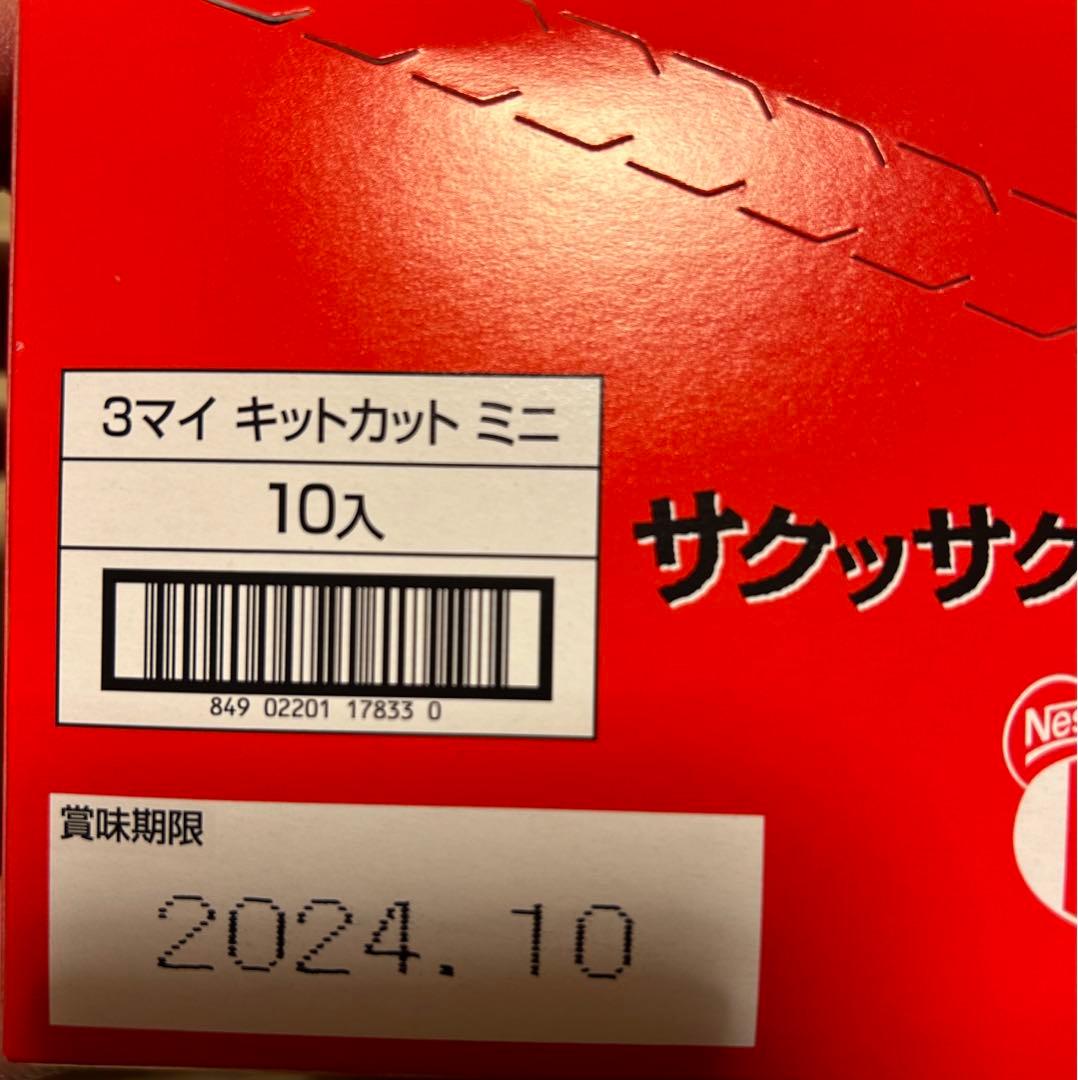 3マイ キットカット ミニ
10入
サクッサク
849 02201 17833 0
Nes
賞味期限
2024.10